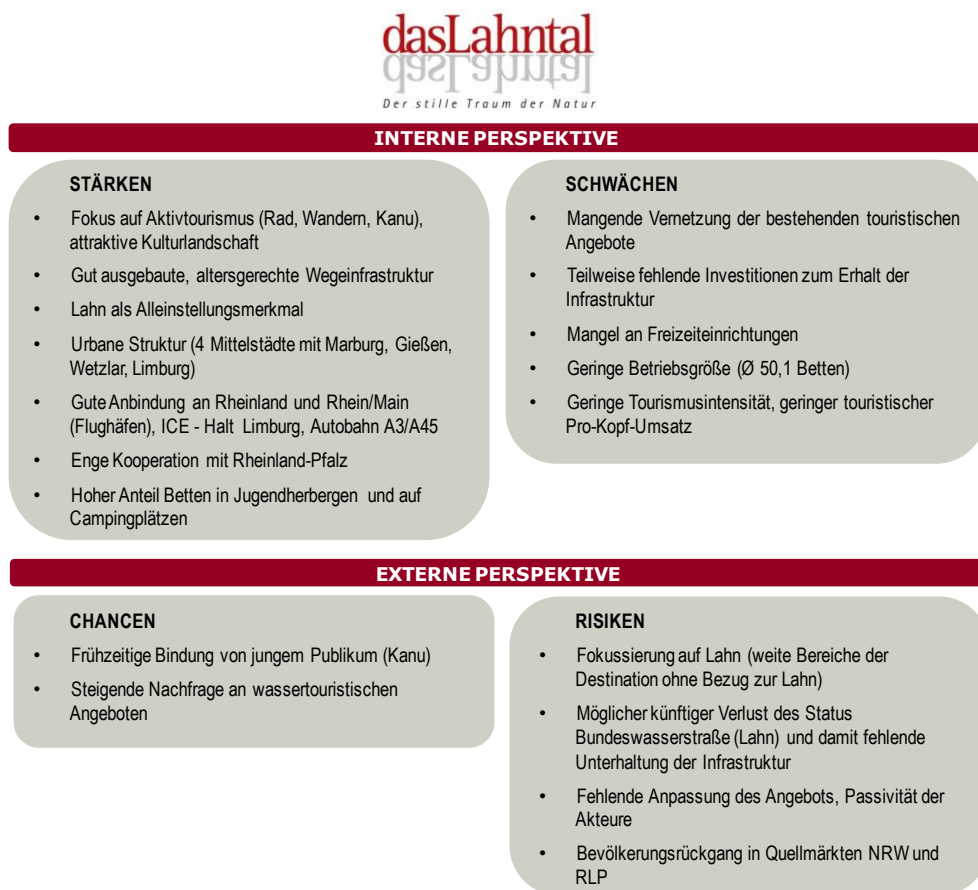 dasLahntal
Der stille Traum der Natur
INTERNE PERSPEKTIVE
STÄRKEN
• Fokus auf Aktivtourismus (Rad, Wandern, Kanu),
attraktive Kulturlandschaft
• Gut ausgebaute, altersgerechte Wegeinfrastruktur
• Lahn als Alleinstellungsmerkmal
• Urbane Struktur (4 Mittelstädte mit Marburg, Gießen,
Wetzlar, Limburg)
• Gute Anbindung an Rheinland und Rhein/Main
(Flughäfen), ICE - Halt Limburg, Autobahn A3/A45
• Enge Kooperation mit Rheinland-Pfalz
• Hoher Anteil Betten in Jugendherbergen und auf
Campingplätzen
SCHWÄCHEN
• Mangende Vernetzung der bestehenden touristischen
Angebote
• Teilweise fehlende Investitionen zum Erhalt der
Infrastruktur
• Mangel an Freizeiteinrichtungen
• Geringe Betriebsgröße (Ø 50,1 Betten)
• Geringe Tourismusintensität, geringer touristischer
Pro-Kopf-Umsatz
EXTERNE PERSPEKTIVE
CHANCEN
• Frühzeitige Bindung von jungem Publikum (Kanu)
• Steigende Nachfrage an wassertouristischen
Angeboten
RISIKEN
• Fokussierung auf Lahn (weite Bereiche der
Destination ohne Bezug zur Lahn)
• Möglicher künftiger Verlust des Status
Bundeswasserstraße (Lahn) und damit fehlende
Unterhaltung der Infrastruktur
• Fehlende Anpassung des Angebots, Passivität der
Akteure
• Bevölkerungsrückgang in Quellmärkten NRW und
RLP